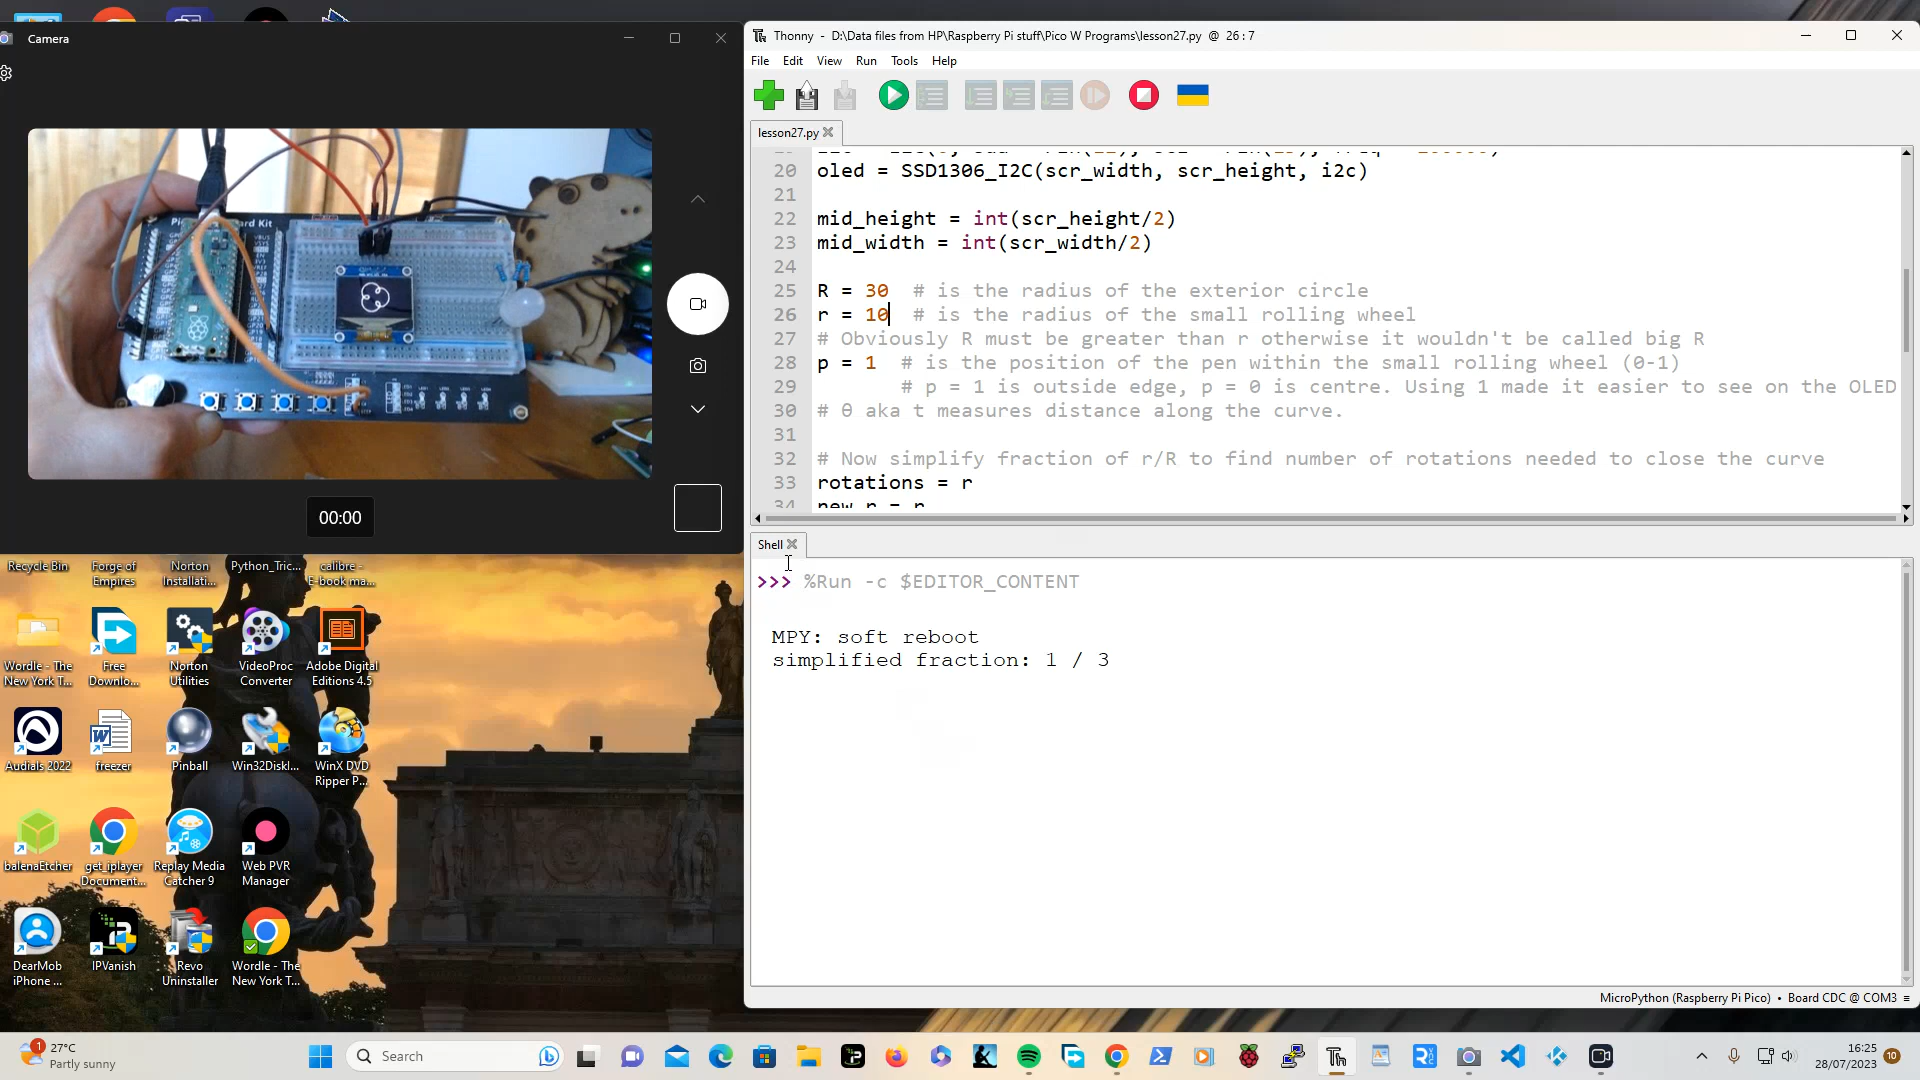 Camera
Thonny - D:\Data files from HP\Raspberry Pi stuff\Pico W Programs\lesson27.py @ 26:7
File Edit View Run Tools Help
lesson27.py
20 oled = SSD1306_I2C(scr_width, scr_height, i2c)
21
22 mid_height = int(scr_height/2)
23 mid_width = int(scr_width/2)
24
25 R = 30 # is the radius of the exterior circle
26 r = 10 # is the radius of the small rolling wheel
27 # Obviously R must be greater than r otherwise it wouldn't be called big R
28 p = 1 # is the position of the pen within the small rolling wheel (0-1)
29 # p = 1 is outside edge, p = 0 is centre. Using 1 made it easier to see on the OLED
30 # θ aka t measures distance along the curve.
31
32 # Now simplify fraction of r/R to find number of rotations needed to close the curve
33 rotations = r
34 new_r = r
00:00
Shell
>>> %Run -c $EDITOR_CONTENT
MPY: soft reboot
simplified fraction: 1 / 3
MicroPython (Raspberry Pi Pico) • Board CDC @ COM3 ≡
Recycle Bin
Forge of Empires
Norton Installati...
Python_Tric...
calibre - E-book ma...
Wordle - The New York T...
Free Downlo...
Norton Utilities
VideoProc Converter
Adobe Digital Editions 4.5
Audials 2022
freezer
Pinball
Win32Diskl...
WinX DVD Ripper P...
balenaEtcher
get_iplayer Document...
Replay Media Catcher 9
Web PVR Manager
DearMob iPhone ...
IPVanish
Revo Uninstaller
Wordle - The New York T...
1
27°C
Partly sunny
Search
16:25
28/07/2023
10